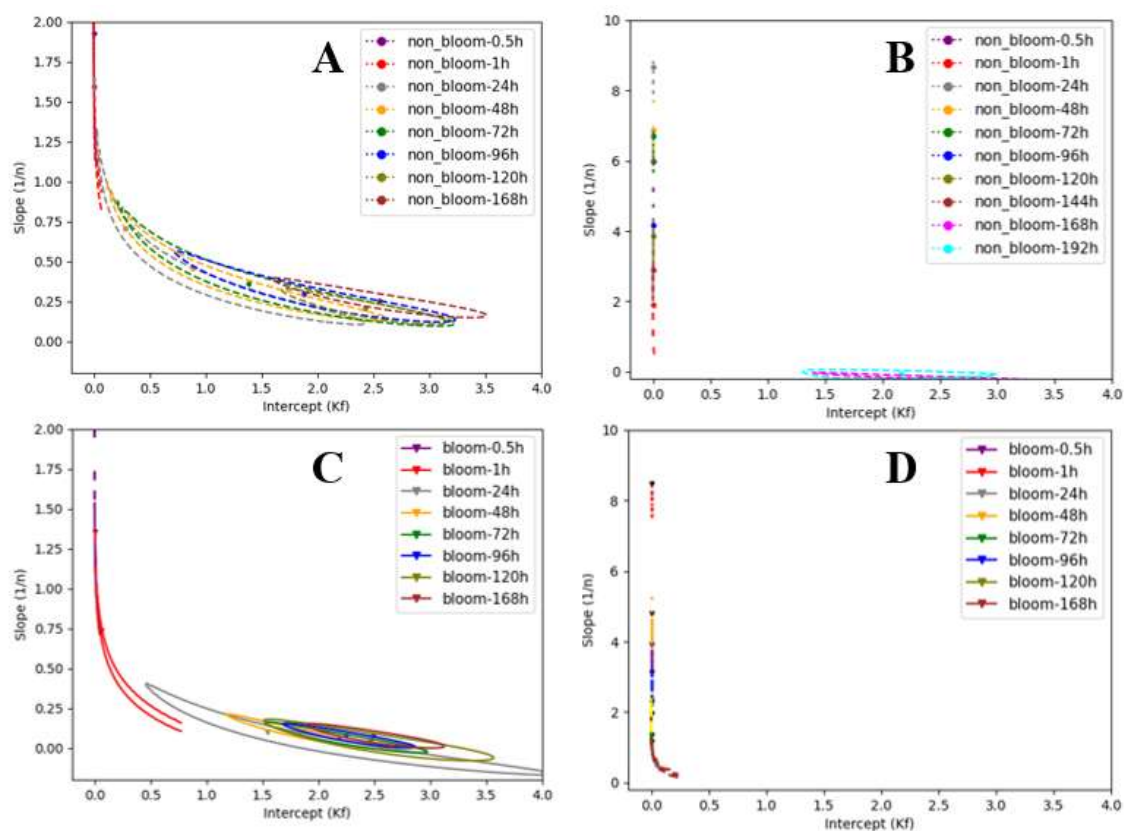 A
2.00
1.75
1.50
1.25
1.00
0.75
0.50
0.25
0.00
Slope (1/n)
non_bloom-0.5h
non_bloom-1h
non_bloom-24h
non_bloom-48h
non_bloom-72h
non_bloom-96h
non_bloom-120h
non_bloom-168h
0.0 0.5 1.0 1.5 2.0 2.5 3.0 3.5 4.0
Intercept (Kf)
B
10
8
6
4
2
0
Slope (1/n)
non_bloom-0.5h
non_bloom-1h
non_bloom-24h
non_bloom-48h
non_bloom-72h
non_bloom-96h
non_bloom-120h
non_bloom-144h
non_bloom-168h
non_bloom-192h
0.0 0.5 1.0 1.5 2.0 2.5 3.0 3.5 4.0
Intercept (Kf)
C
2.00
1.75
1.50
1.25
1.00
0.75
0.50
0.25
0.00
Slope (1/n)
bloom-0.5h
bloom-1h
bloom-24h
bloom-48h
bloom-72h
bloom-96h
bloom-120h
bloom-168h
0.0 0.5 1.0 1.5 2.0 2.5 3.0 3.5 4.0
Intercept (Kf)
D
10
8
6
4
2
0
Slope (1/n)
bloom-0.5h
bloom-1h
bloom-24h
bloom-48h
bloom-72h
bloom-96h
bloom-120h
bloom-168h
0.0 0.5 1.0 1.5 2.0 2.5 3.0 3.5 4.0
Intercept (Kf)